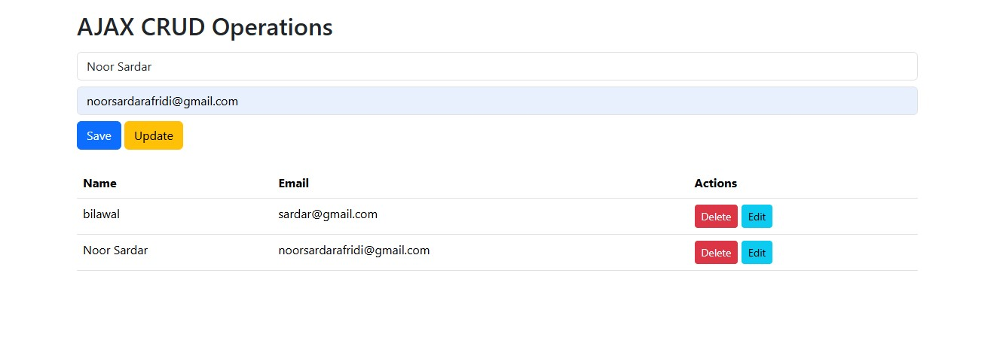 AJAX CRUD Operations
Noor Sardar
noorsardarafridi@gmail.com
Save Update
Name Email Actions
bilawal sardar@gmail.com Delete Edit
Noor Sardar noorsardarafridi@gmail.com Delete Edit